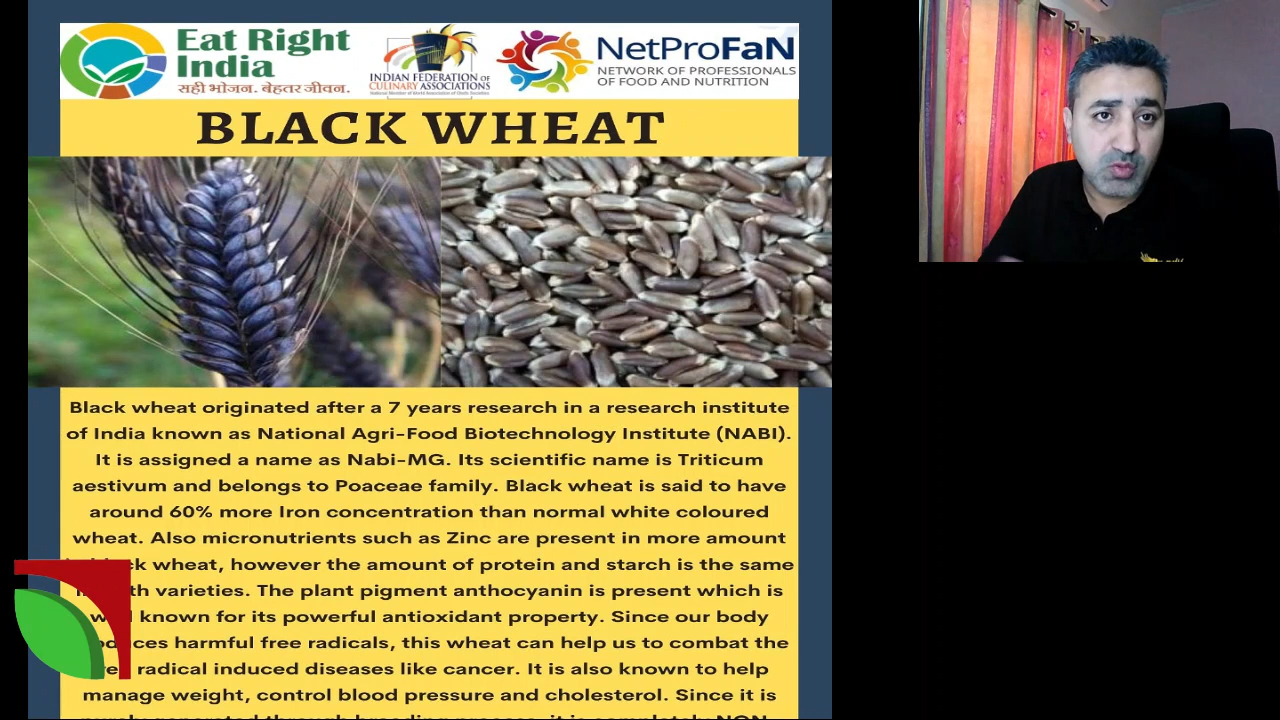 Eat Right
India
सही भोजन. बेहतर जीवन.
INDIAN FEDERATION OF
CULINARY ASSOCIATIONS
NetProFaN
NETWORK OF PROFESSIONALS
OF FOOD AND NUTRITION
BLACK WHEAT
Black wheat originated after a 7 years research in a research institute
of India known as National Agri-Food Biotechnology Institute (NABI).
It is assigned a name as Nabi-MG. Its scientific name is Triticum
aestivum and belongs to Poaceae family. Black wheat is said to have
around 60% more Iron concentration than normal white coloured
wheat. Also micronutrients such as Zinc are present in more amount
wheat, however the amount of protein and starch is the same
varieties. The plant pigment anthocyanin is present which is
known for its powerful antioxidant property. Since our body
harmful free radicals, this wheat can help us to combat the
radical induced diseases like cancer. It is also known to help
manage weight, control blood pressure and cholesterol. Since it is